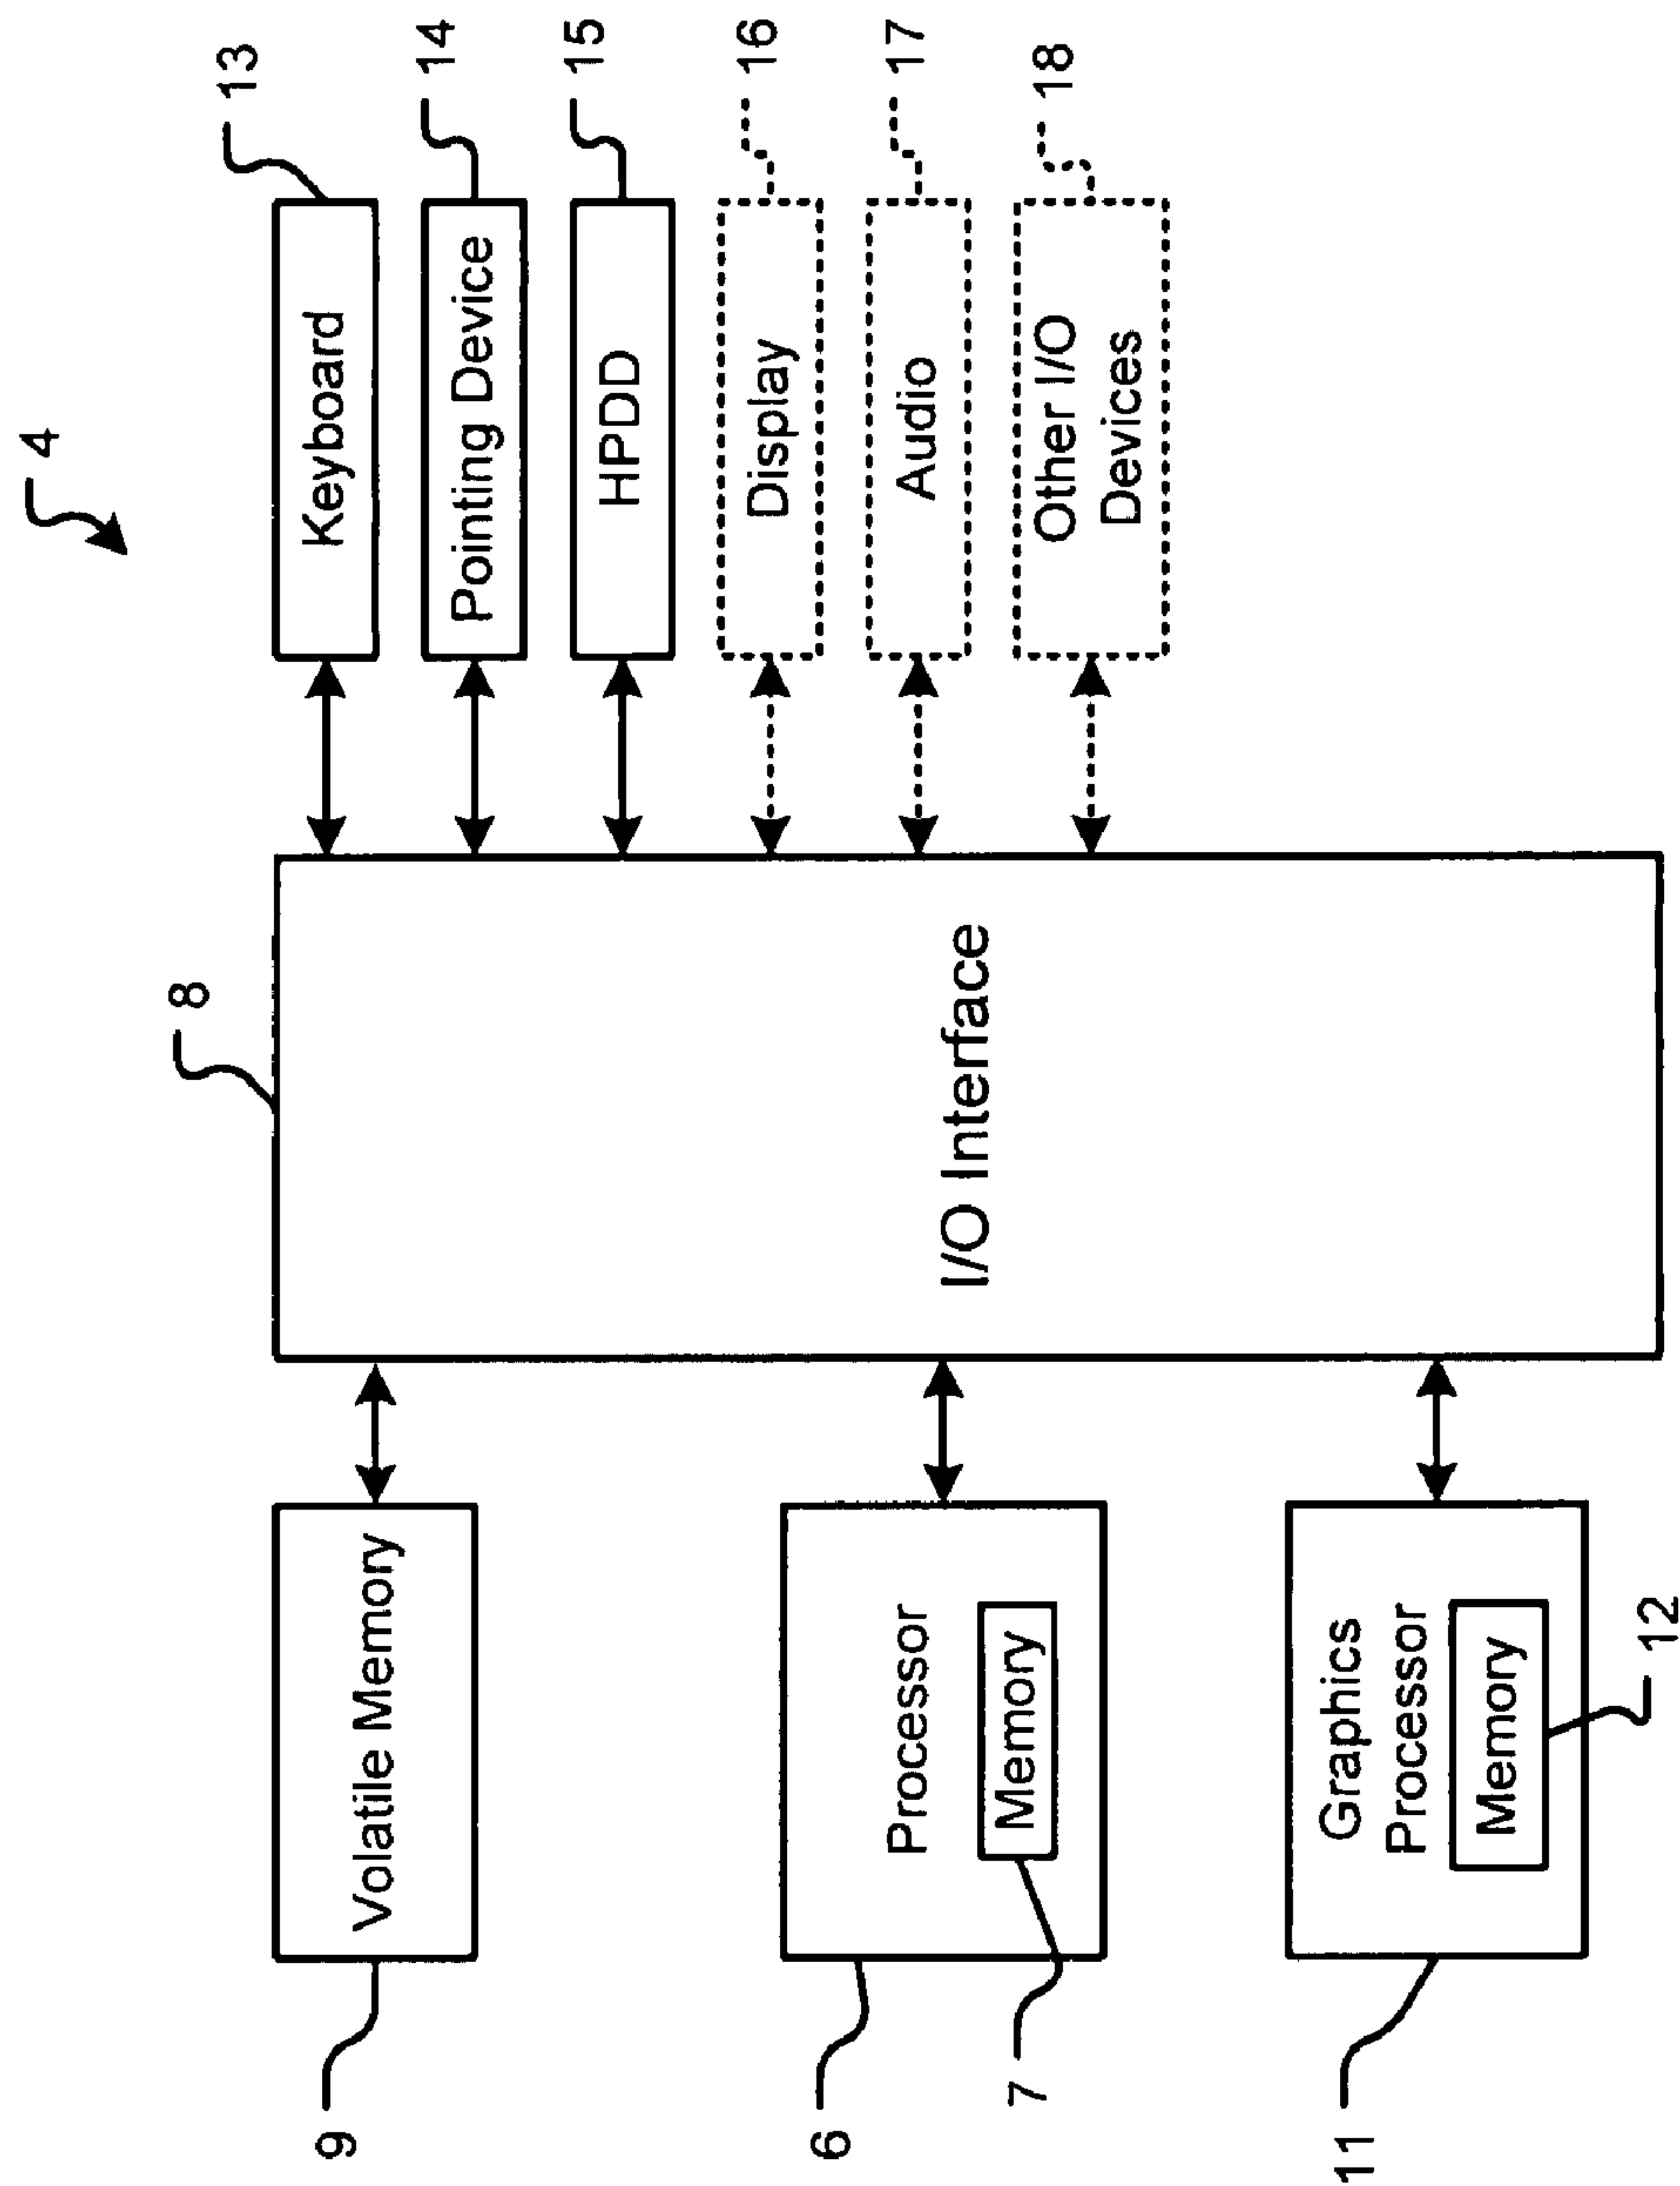 4
9
Volatile Memory
8
Keyboard
13
Pointing Device
14
HPDD
15
Display
16
Audio
17
Other I/O
Devices
18
I/O Interface
6
Processor
Memory
7
11
Graphics
Processor
Memory
12